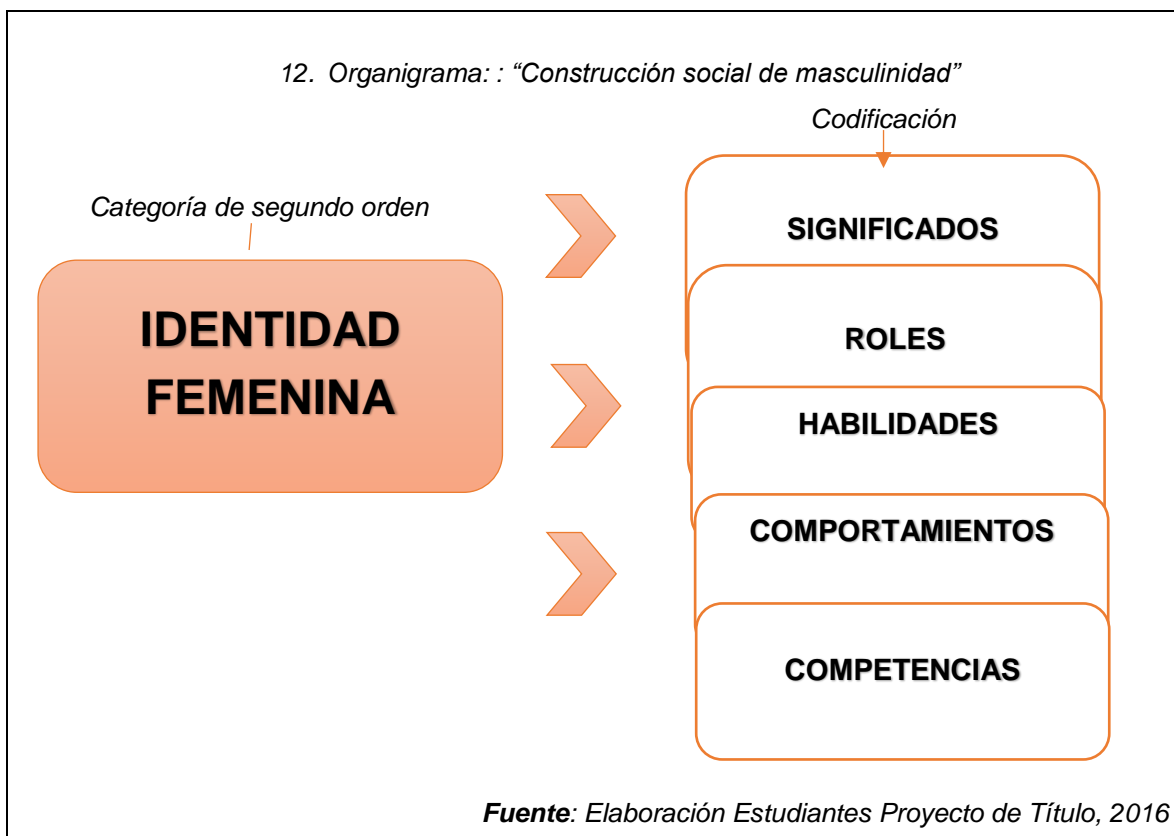 12. Organigrama: : “Construcción social de masculinidad”
Codificación
Categoría de segundo orden
IDENTIDAD
FEMENINA
SIGNIFICADOS
ROLES
HABILIDADES
COMPORTAMIENTOS
COMPETENCIAS
Fuente: Elaboración Estudiantes Proyecto de Título, 2016